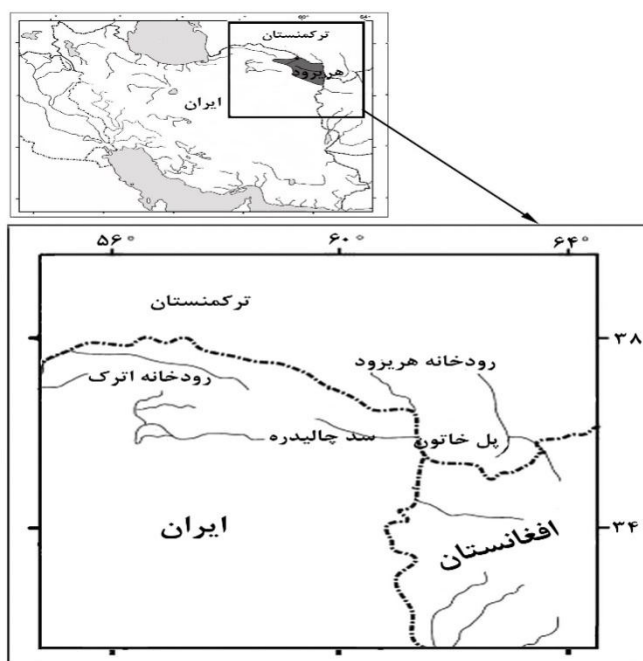 ترکمنستان
هریرود
ایران
۵۶°
۶۰°
۶۴°
ترکمنستان
۳۸
رودخانه هریرود
رودخانه اترک
سد چالیدره
پل خاتون
ایران
افغانستان
۳۴